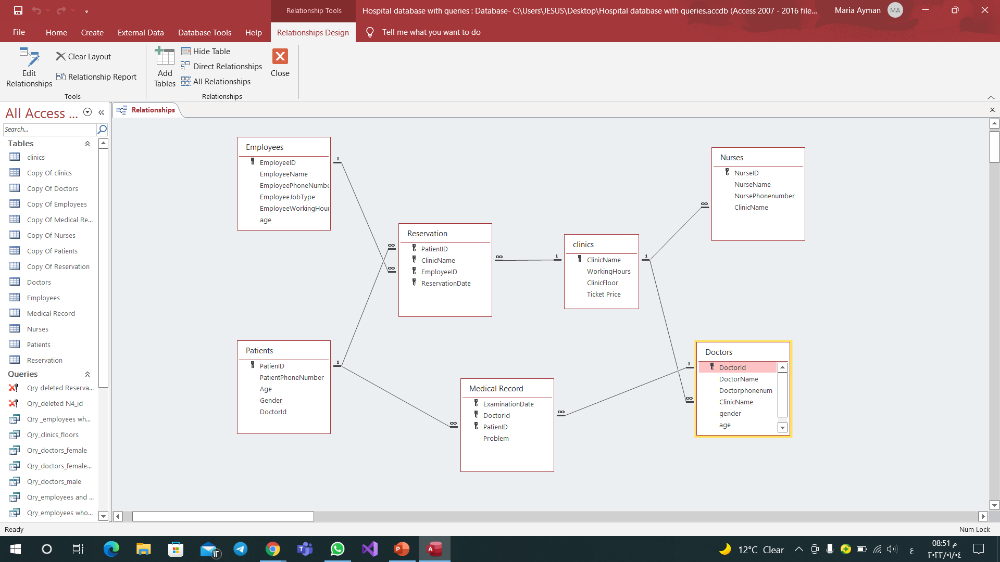 Relationship Tools
Hospital database with queries : Database- C:\Users\JESUS\Desktop\Hospital database with queries.accdb (Access 2007 - 2016 file...
Maria Ayman
MA
File
Home
Create
External Data
Database Tools
Help
Relationships Design
Tell me what you want to do
Edit
Relationships
Clear Layout
Relationship Report
Tools
Add
Tables
Hide Table
Direct Relationships
All Relationships
Close
Relationships
All Access ...
Search...
Tables
clinics
Copy Of clinics
Copy Of Doctors
Copy Of Employees
Copy Of Medical Re...
Copy Of Nurses
Copy Of Patients
Copy Of Reservation
Doctors
Employees
Medical Record
Nurses
Patients
Reservation
Queries
Qry deleted Reserva...
Qry_deleted N4_id
Qry _employees wh...
Qry_clinics_floors
Qry_doctors_female
Qry_doctors_female...
Qry_doctors_male
Qry_employees and ...
Qry_employees who...
Relationships
Employees
EmployeeID
EmployeeName
EmployeePhoneNumbe
EmployeeJobType
EmployeeWorkingHour
age
1
∞
∞
Reservation
PatientID
ClinicName
EmployeeID
ReservationDate
∞
1
clinics
ClinicName
WorkingHours
ClinicFloor
Ticket Price
1
∞
Nurses
NurseID
NurseName
NursePhonenumber
ClinicName
Patients
PatienID
PatientPhoneNumber
Age
Gender
DoctorId
1
∞
Medical Record
ExaminationDate
DoctorId
PatienID
Problem
∞
1
∞
Doctors
DoctorId
DoctorName
Doctorphonenum
ClinicName
gender
age
Ready
Num Lock
١٣
12°C Clear
ع
08:51 م
٢٠٢٢/٠١/٠٤